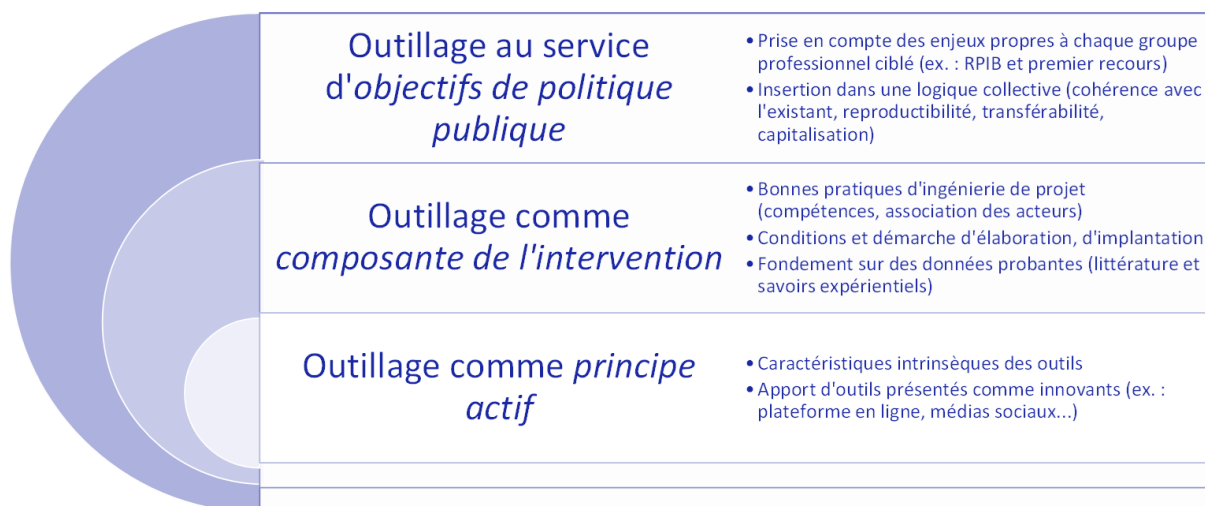 Outillage au service
d'objectifs de politique
publique
• Prise en compte des enjeux propres à chaque groupe
professionnel ciblé (ex. : RPIB et premier recours)
• Insertion dans une logique collective (cohérence avec
l'existant, reproductibilité, transférabilité,
capitalisation)
Outillage comme
composante de l'intervention
• Bonnes pratiques d'ingénierie de projet
(compétences, association des acteurs)
• Conditions et démarche d'élaboration, d'implantation
• Fondement sur des données probantes (littérature et
savoirs expérientiels)
Outillage comme principe
actif
• Caractéristiques intrinsèques des outils
• Apport d'outils présentés comme innovants (ex. :
plateforme en ligne, médias sociaux...)